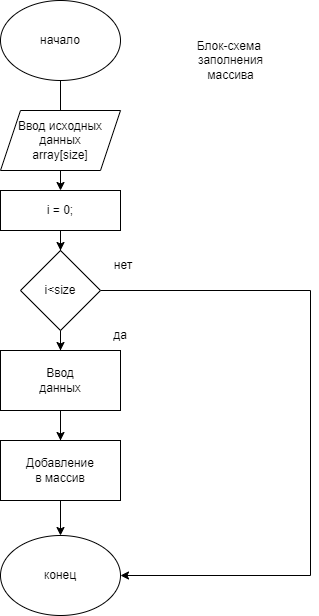 начало
Блок-схема
заполнения
массива
Ввод исходных
данных
array[size]
i = 0;
нет
i<size
да
Ввод
данных
Добавление
в массив
конец